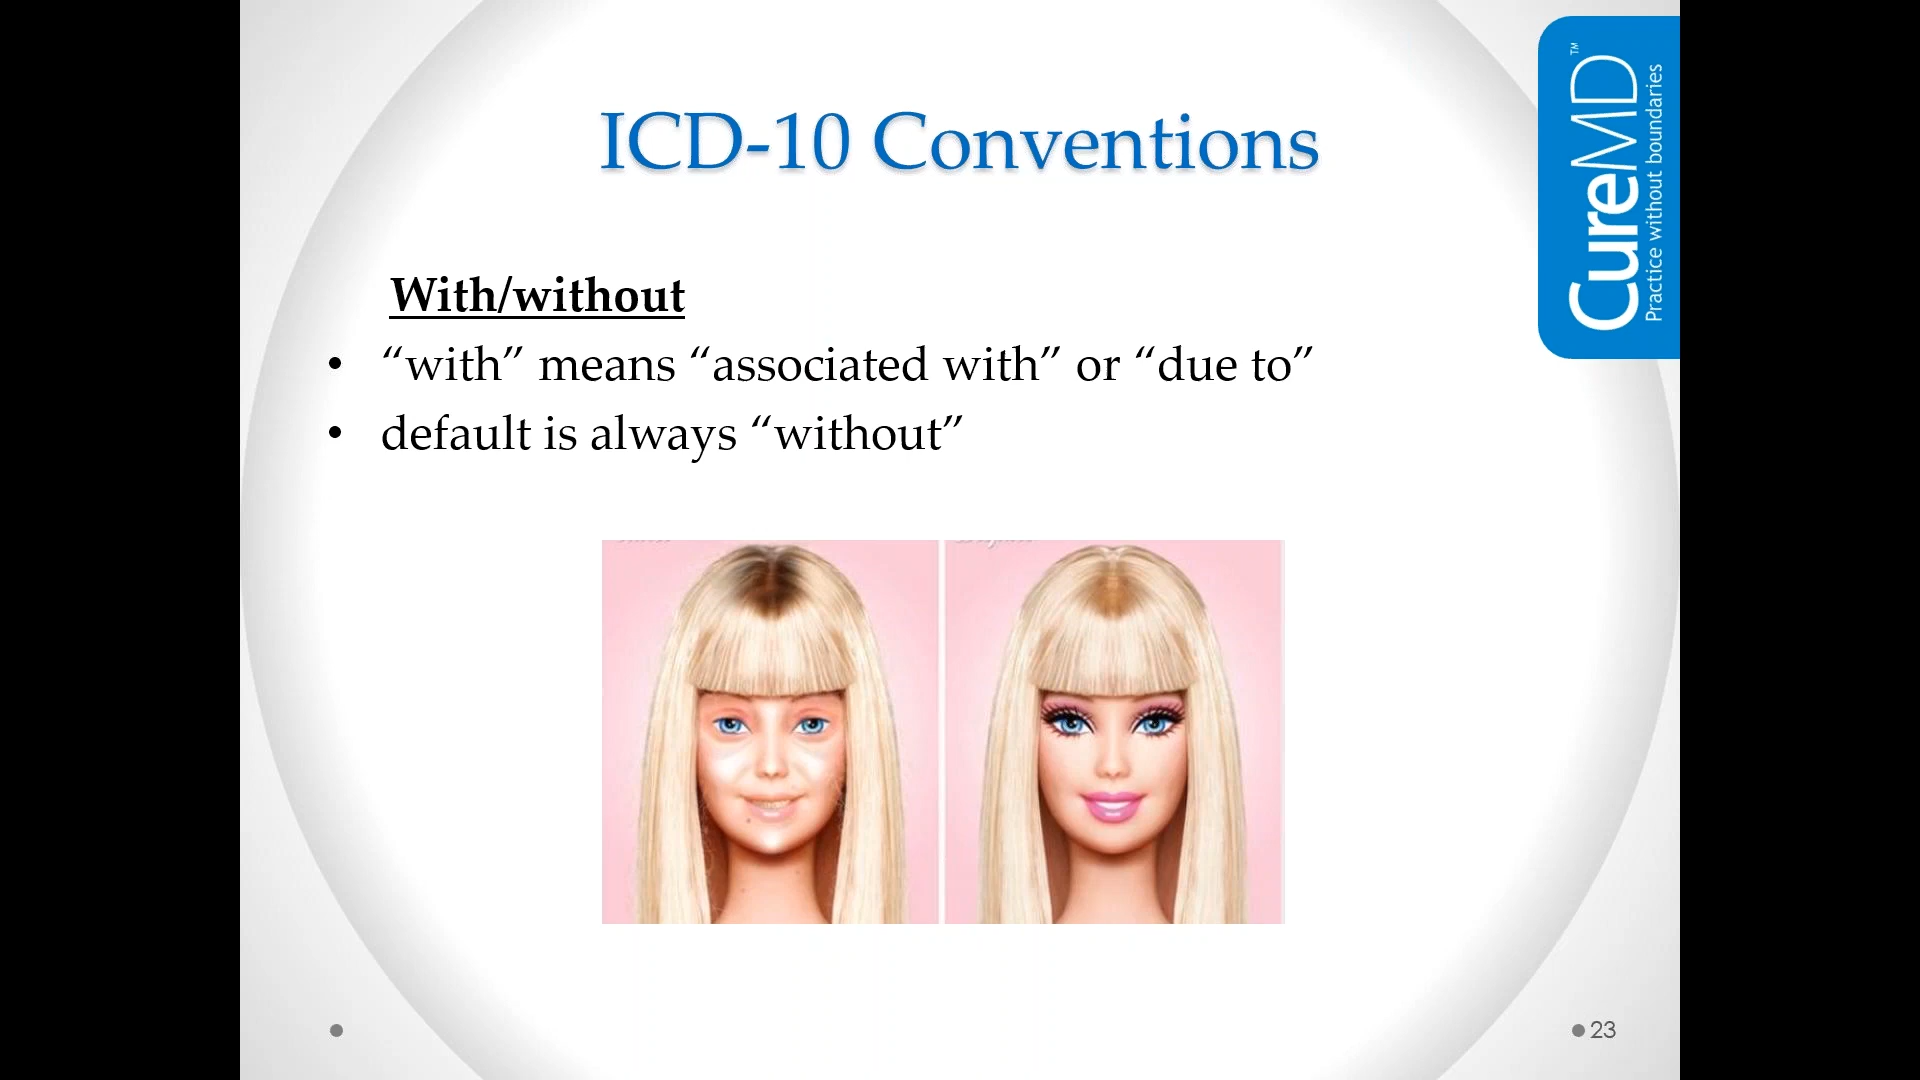 ICD-10 Conventions
CureMD™
Practice without boundaries
With/without
• “with” means “associated with” or “due to”
• default is always “without”
23